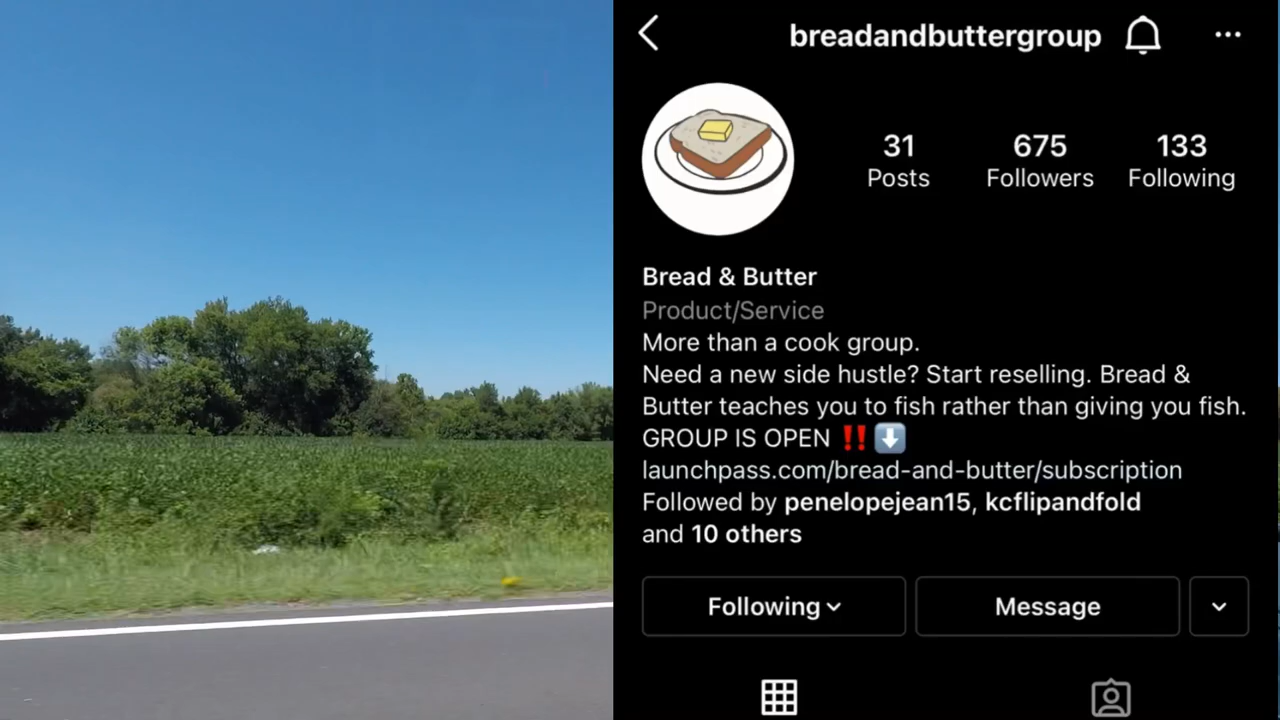 breadandbuttergroup
31 675 133
Posts Followers Following
Bread & Butter
Product/Service
More than a cook group.
Need a new side hustle? Start reselling. Bread &
Butter teaches you to fish rather than giving you fish.
GROUP IS OPEN ‼️⬇️
launchpass.com/bread-and-butter/subscription
Followed by penelopejean15, kcflipandfold
and 10 others
Following Message